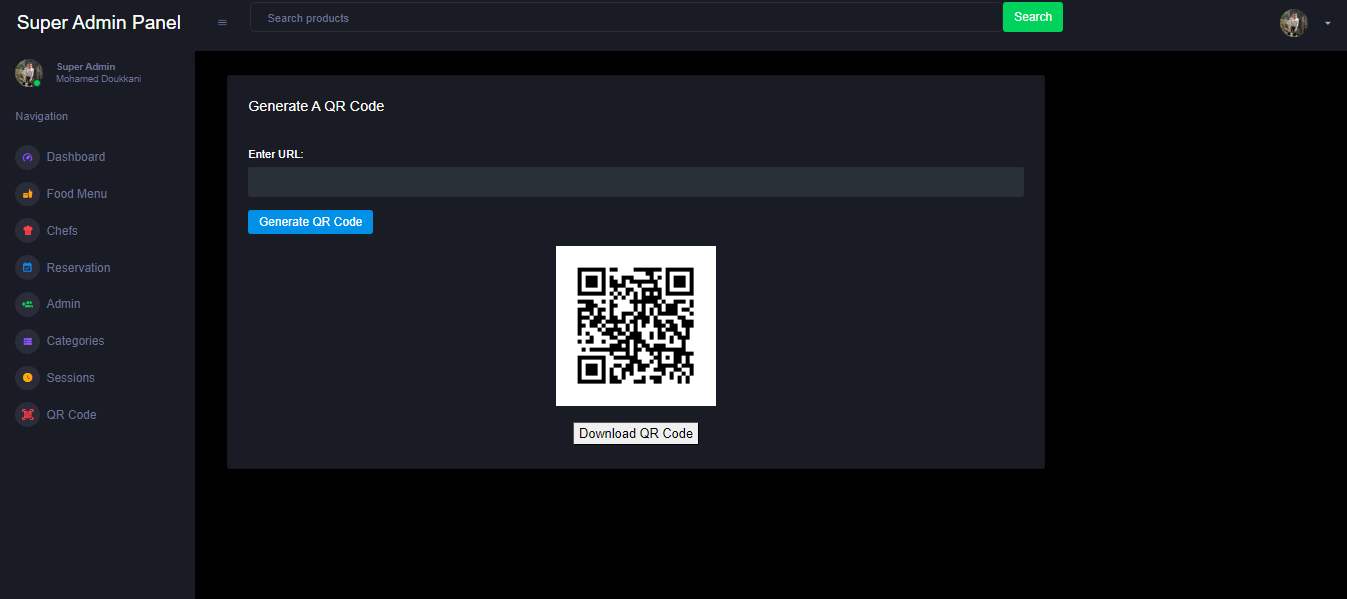 Super Admin Panel
Search products
Search
Super Admin
Mohamed Doukkani
Navigation
Dashboard
Food Menu
Chefs
Reservation
Admin
Categories
Sessions
QR Code
Generate A QR Code
Enter URL:
Generate QR Code
Download QR Code